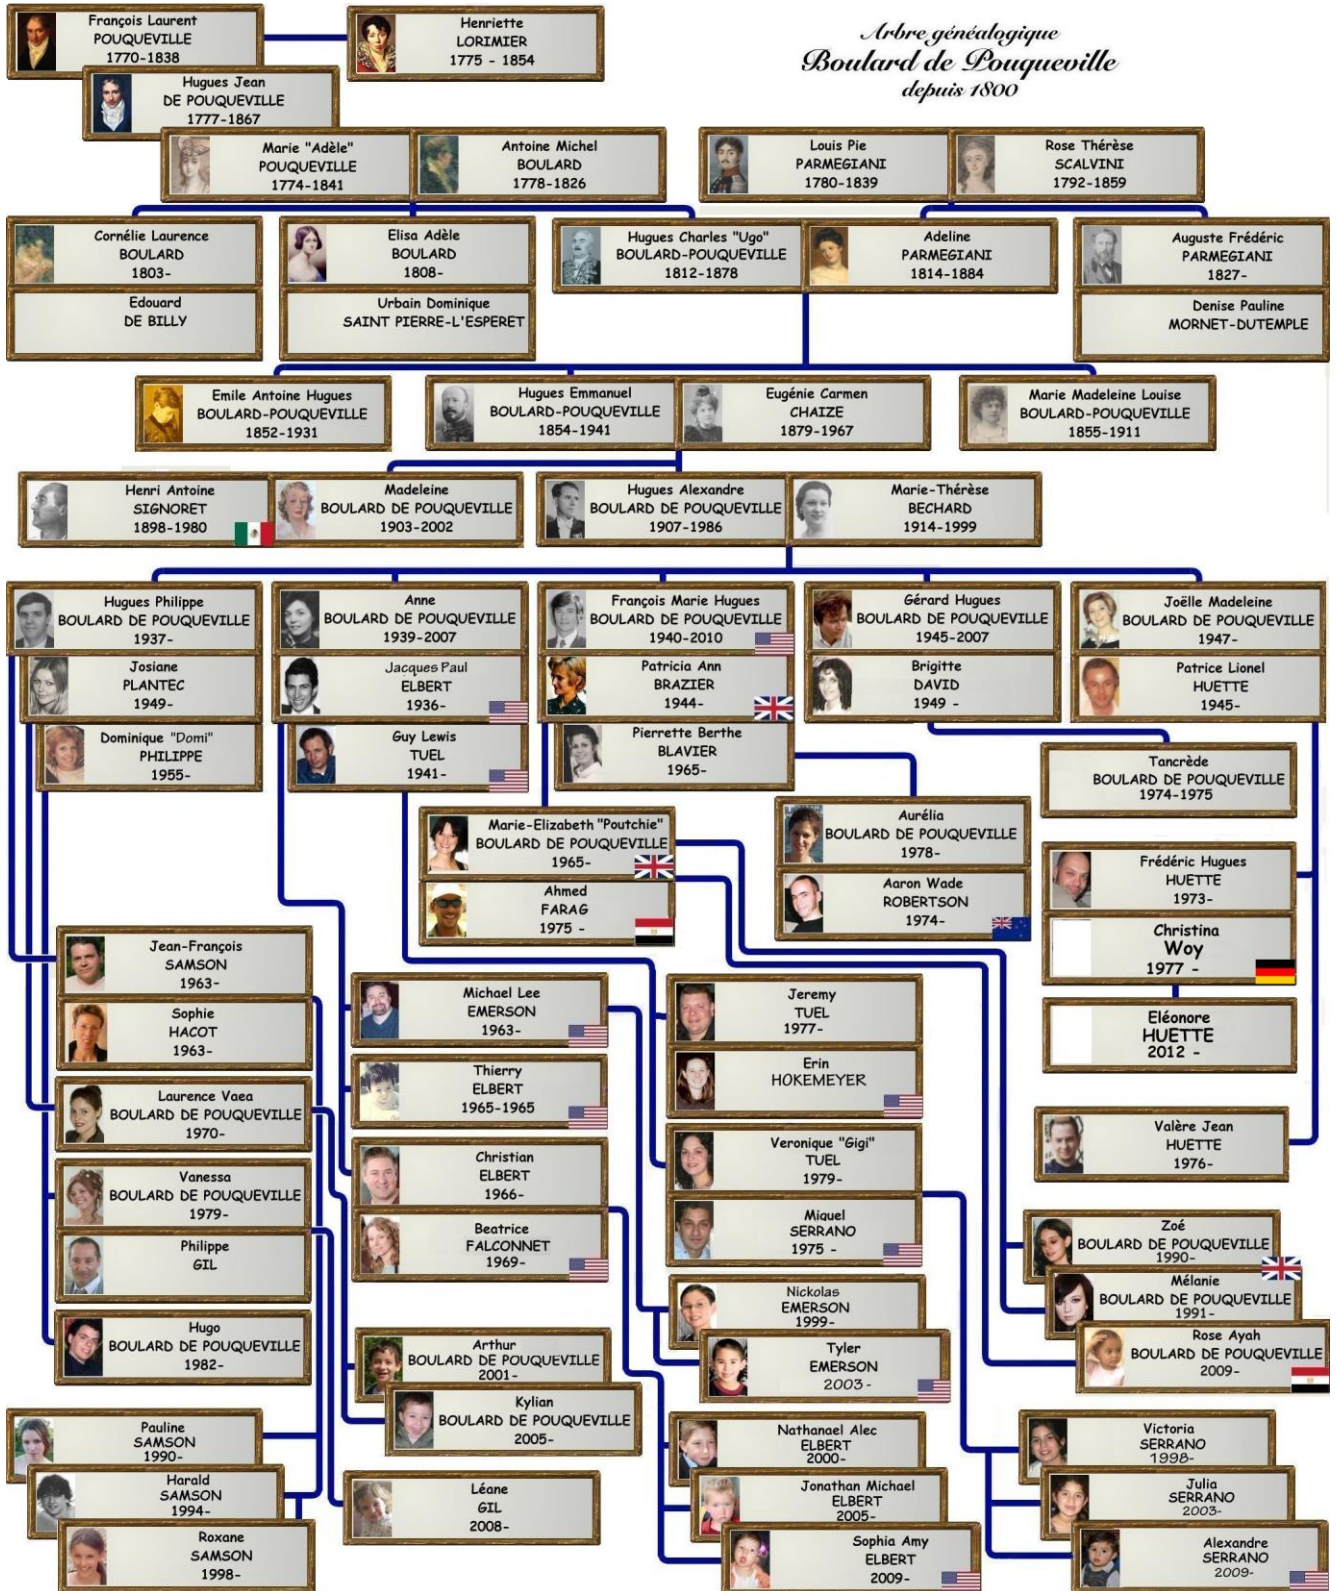 Arbre généalogique
Boulard de Pouqueville
depuis 1800
François Laurent
POUQUEVILLE
1770-1838
Henriette
LORIMIER
1775 - 1854
Hugues Jean
DE POUQUEVILLE
1777-1867
Marie "Adèle"
POUQUEVILLE
1774-1841
Antoine Michel
BOULARD
1778-1826
Louis Pie
PARMEGIANI
1780-1839
Rose Thérèse
SCALVINI
1792-1859
Cornélie Laurence
BOULARD
1803-
Edouard
DE BILLY
Elisa Adèle
BOULARD
1808-
Urbain Dominique
SAINT PIERRE-L'ESPERET
Hugues Charles "Ugo"
BOULARD-POUQUEVILLE
1812-1878
Adeline
PARMEGIANI
1814-1884
Auguste Frédéric
PARMEGIANI
1827-
Denise Pauline
MORNET-DUTEMPLE
Emile Antoine Hugues
BOULARD-POUQUEVILLE
1852-1931
Hugues Emmanuel
BOULARD-POUQUEVILLE
1854-1941
Eugénie Carmen
CHAIZE
1879-1967
Marie Madeleine Louise
BOULARD-POUQUEVILLE
1855-1911
Henri Antoine
SIGNORET
1898-1980
Madeleine
BOULARD DE POUQUEVILLE
1903-2002
Hugues Alexandre
BOULARD DE POUQUEVILLE
1907-1986
Marie-Thérèse
BECHARD
1914-1999
Hugues Philippe
BOULARD DE POUQUEVILLE
1937-
Josiane
PLANTEC
1949-
Dominique "Domi"
PHILIPPE
1955-
Anne
BOULARD DE POUQUEVILLE
1939-2007
Jacques Paul
ELBERT
1936-
Guy Lewis
TUEL
1941-
François Marie Hugues
BOULARD DE POUQUEVILLE
1940-2010
Patricia Ann
BRAZIER
1944-
Pierrette Berthe
BLAVIER
1965-
Gérard Hugues
BOULARD DE POUQUEVILLE
1945-2007
Brigitte
DAVID
1949 -
Joëlle Madeleine
BOULARD DE POUQUEVILLE
1947-
Patrice Lionel
HUETTE
1945-
Tancrède
BOULARD DE POUQUEVILLE
1974-1975
Marie-Elizabeth "Poutchie"
BOULARD DE POUQUEVILLE
1965-
Ahmed
FARAG
1975 -
Aurélia
BOULARD DE POUQUEVILLE
1978-
Aaron Wade
ROBERTSON
1974-
Frédéric Hugues
HUETTE
1973-
Christina
Woy
1977 -
Eléonore
HUETTE
2012 -
Valère Jean
HUETTE
1976-
Jean-François
SAMSON
1963-
Sophie
HACOT
1963-
Laurence Vaea
BOULARD DE POUQUEVILLE
1970-
Vanessa
BOULARD DE POUQUEVILLE
1979-
Philippe
GIL
Hugo
BOULARD DE POUQUEVILLE
1982-
Michael Lee
EMERSON
1963-
Thierry
ELBERT
1965-1965
Christian
ELBERT
1966-
Beatrice
FALCONNET
1969-
Jeremy
TUEL
1977-
Erin
HOKEMEYER
Veronique "Gigi"
TUEL
1979-
Miquel
SERRANO
1975 -
Nickolas
EMERSON
1999-
Tyler
EMERSON
2003-
Zoé
BOULARD DE POUQUEVILLE
1990-
Mélanie
BOULARD DE POUQUEVILLE
1991-
Rose Ayah
BOULARD DE POUQUEVILLE
2009-
Arthur
BOULARD DE POUQUEVILLE
2001-
Kylian
BOULARD DE POUQUEVILLE
2005-
Léane
GIL
2008-
Pauline
SAMSON
1990-
Harald
SAMSON
1994-
Roxane
SAMSON
1998-
Nathanael Alec
ELBERT
2000-
Jonathan Michael
ELBERT
2005-
Sophia Amy
ELBERT
2009-
Victoria
SERRANO
1998-
Julia
SERRANO
2003-
Alexandre
SERRANO
2009-